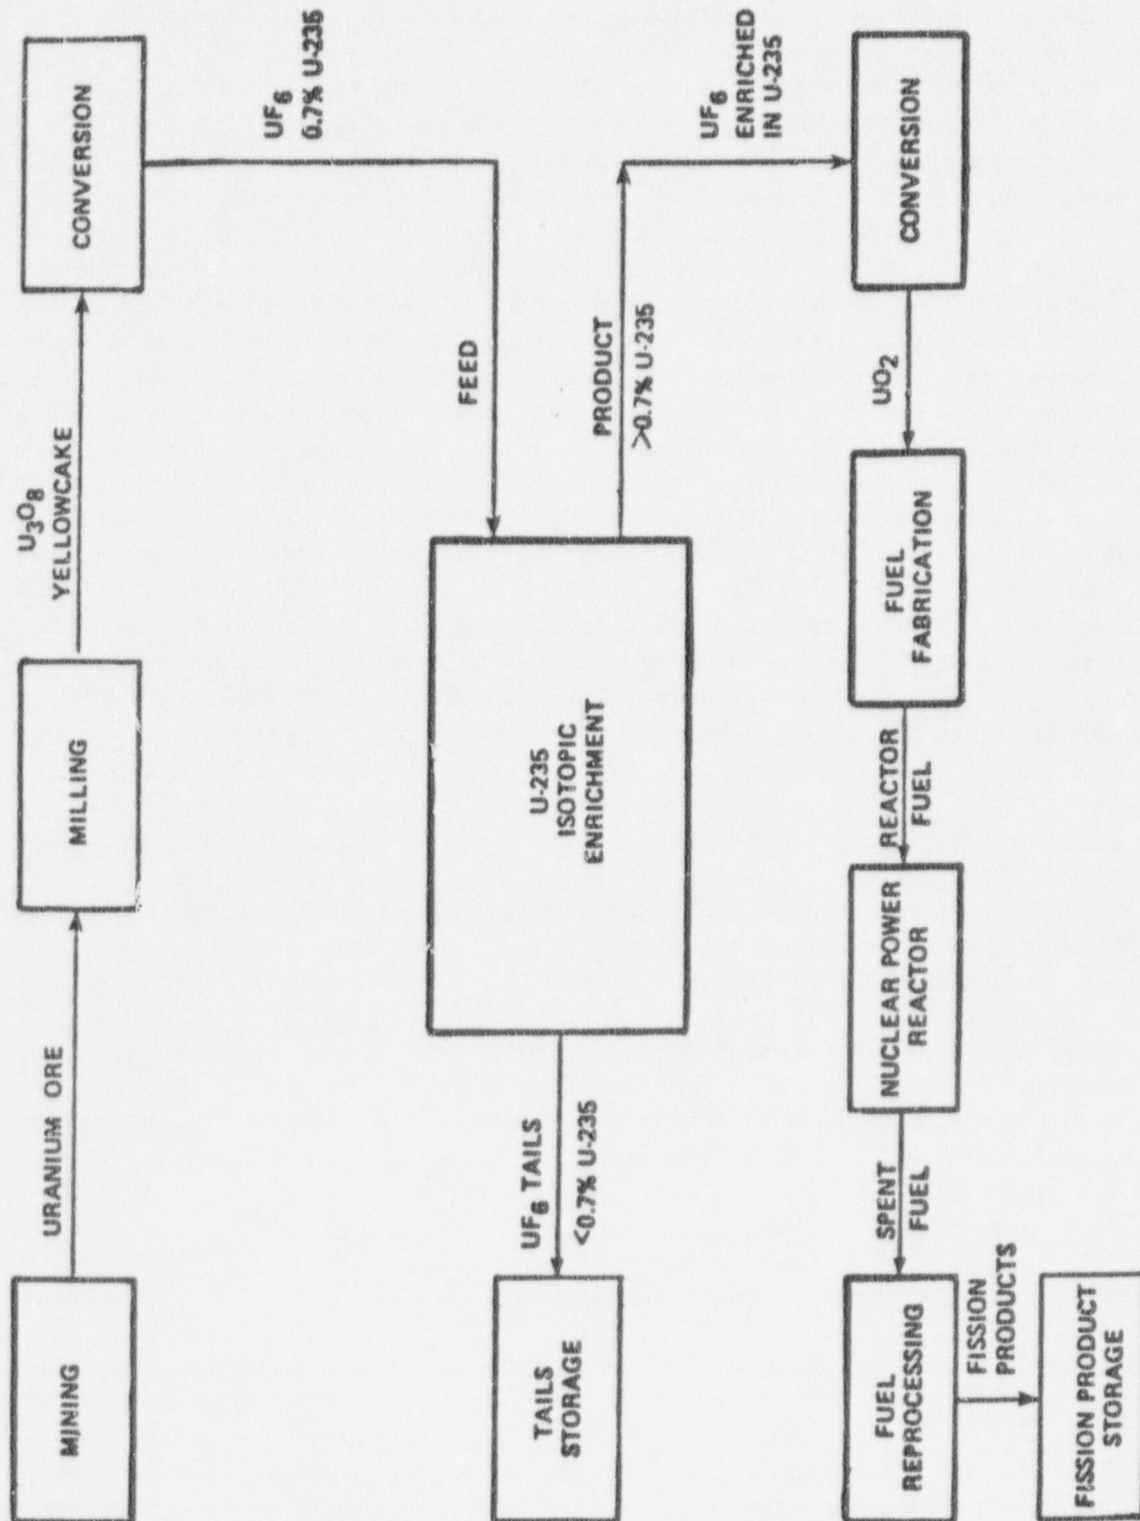 MINING
URANIUM ORE
MILLING
U3O8
YELLOWCAKE
CONVERSION
UF6
0.7% U-235
FEED
U-235
ISOTOPIC
ENRICHMENT
UF6 TAILS
<0.7% U-235
TAILS
STORAGE
PRODUCT
>0.7% U-235
UF6
ENRICHED
IN U-235
CONVERSION
UO2
FUEL
FABRICATION
REACTOR
FUEL
NUCLEAR POWER
REACTOR
SPENT
FUEL
FUEL
REPROCESSING
FISSION
PRODUCTS
FISSION PRODUCT
STORAGE